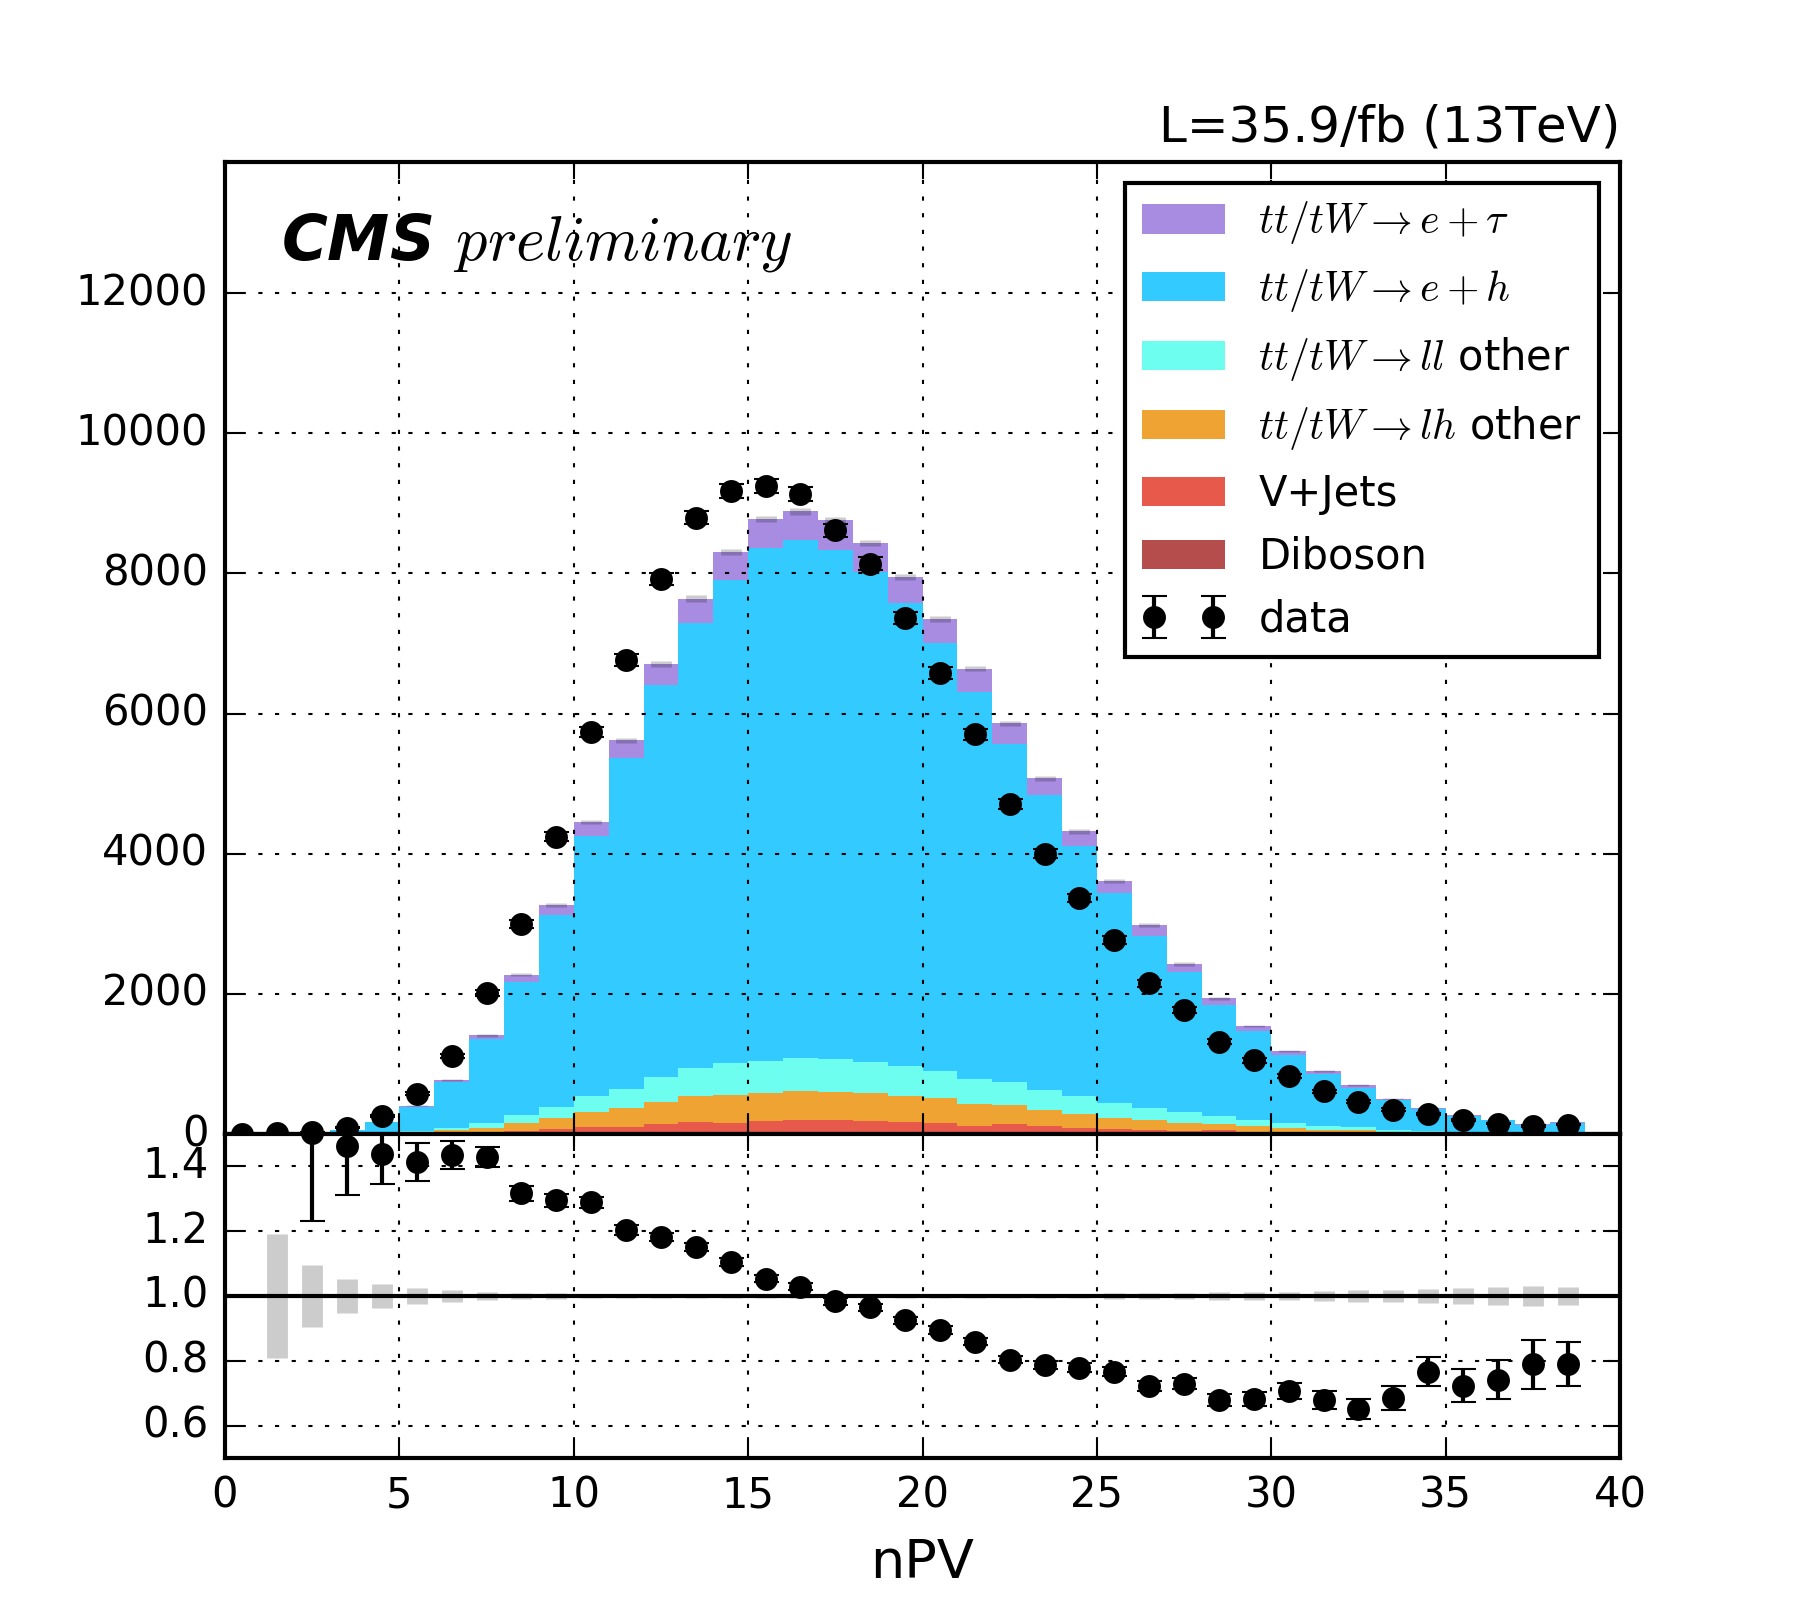 L=35.9/fb (13TeV)
CMS preliminary
tt/tW → e + τ
tt/tW → e + h
tt/tW → ll other
tt/tW → lh other
V+Jets
Diboson
data
12000
10000
8000
6000
4000
2000
0
1.4
1.2
1.0
0.8
0.6
0 5 10 15 20 25 30 35 40
nPV